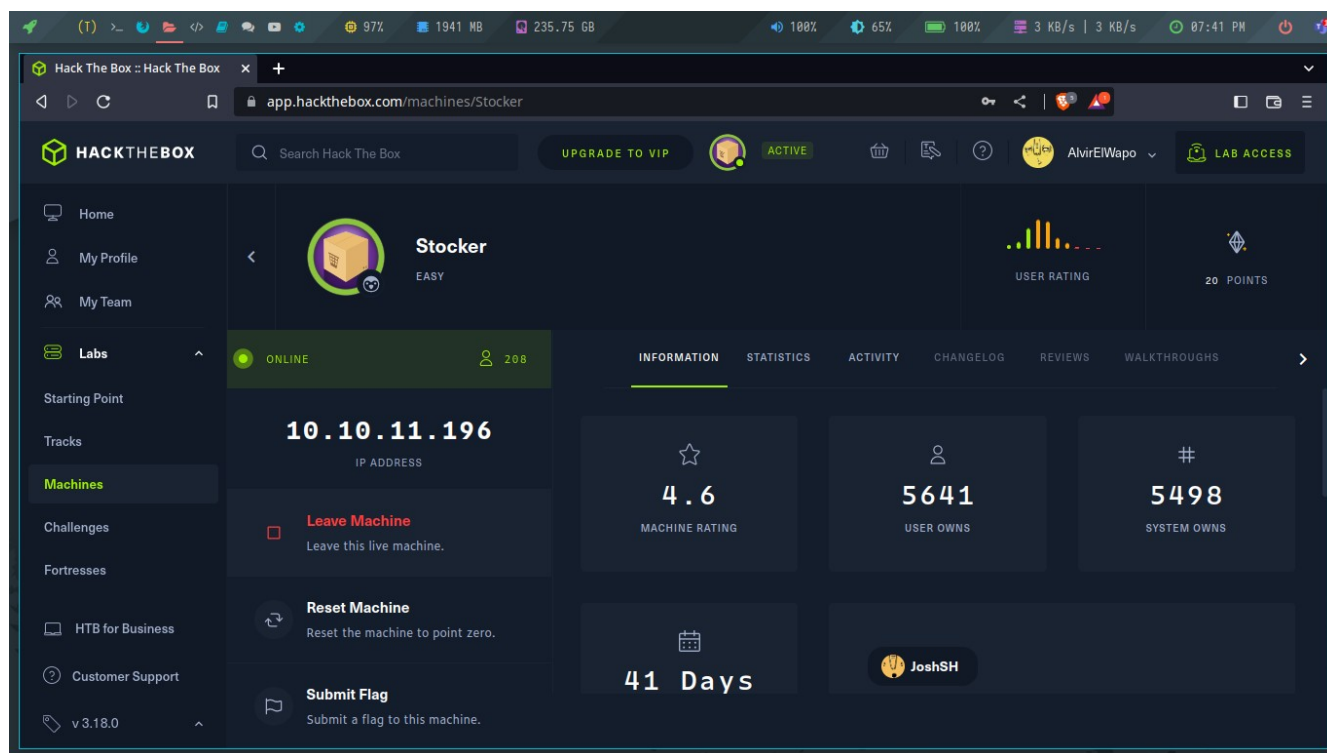 (T) >_ 97% 1941 MB 235.75 GB 100% 65% 100% 3 KB/s | 3 KB/s 07:41 PM
Hack The Box :: Hack The Box × +
app.hackthebox.com/machines/Stocker
HACKTHEBOX
Search Hack The Box
UPGRADE TO VIP
ACTIVE
AlvirElWapo
LAB ACCESS
Home
My Profile
My Team
Labs
Starting Point
Tracks
Machines
Challenges
Fortresses
HTB for Business
Customer Support
v 3.18.0
Stocker
EASY
USER RATING
20 POINTS
ONLINE 208
10.10.11.196
IP ADDRESS
Leave Machine
Leave this live machine.
Reset Machine
Reset the machine to point zero.
Submit Flag
Submit a flag to this machine.
INFORMATION STATISTICS ACTIVITY CHANGELOG REVIEWS WALKTHROUGHS
4.6
MACHINE RATING
5641
USER OWNS
5498
SYSTEM OWNS
41 Days
JoshSH